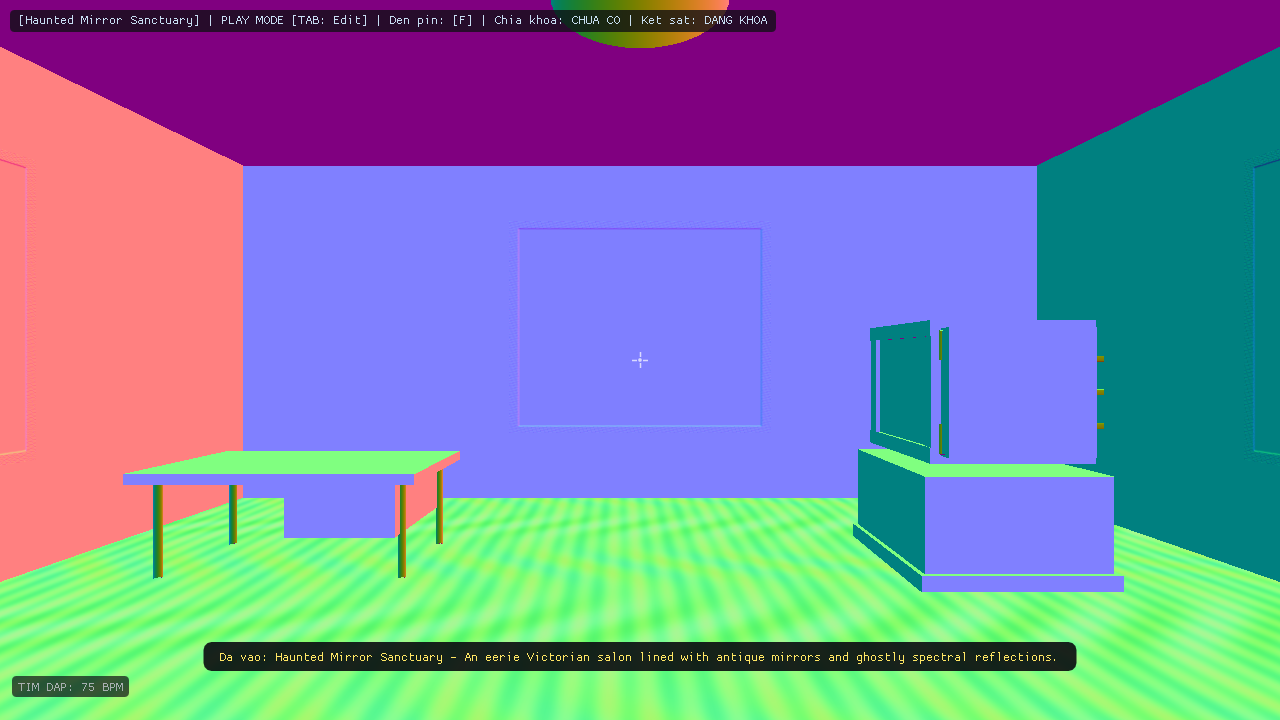 [Haunted Mirror Sanctuary] | PLAY MODE [TAB: Edit] | Den pin: [F] | Chia khoa: CHUA CO | Ket sat: DANG KHOA
Da vao: Haunted Mirror Sanctuary - An eerie Victorian salon lined with antique mirrors and ghostly spectral reflections.
TIM DAP: 75 BPM